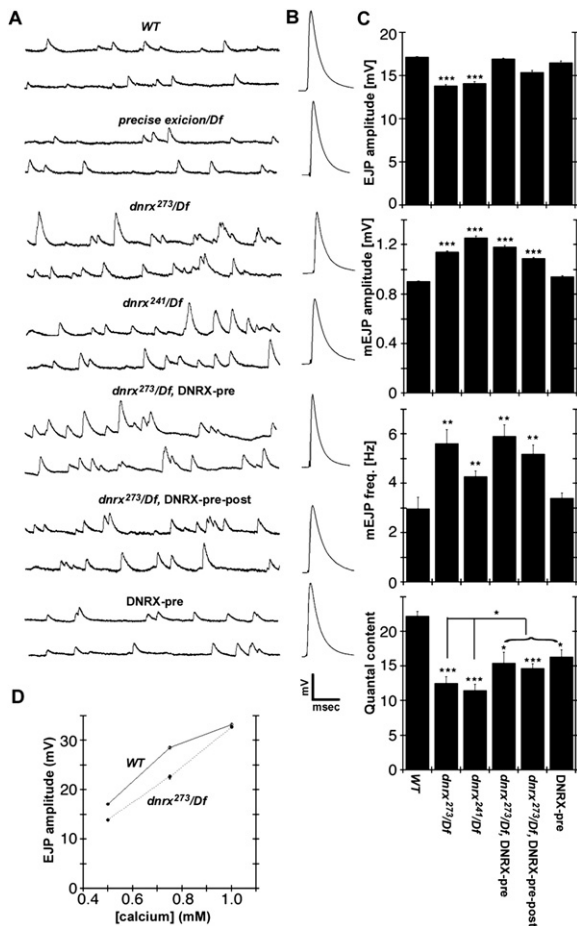 A
WT
precise exicion/Df
dnrx273/Df
dnrx241/Df
dnrx273/Df, DNRX-pre
dnrx273/Df, DNRX-pre-post
DNRX-pre
B
mV
msec
C
EJP amplitude [mV]
20
15
10
5
0
*** ***
mEJP amplitude [mV]
1.2
0.8
0.4
0
*** *** *** ***
mEJP freq. [Hz]
6
4
2
0
** ** ** **
Quantal content
25
20
15
10
5
0
*
*** *** * *** *
WT
dnrx273/Df
dnrx241/Df
dnrx273/Df, DNRX-pre
dnrx273/Df, DNRX-pre-post
DNRX-pre
D
EJP amplitude (mV)
30
20
10
0
WT
dnrx273/Df
0.4 0.6 0.8 1.0
[calcium] (mM)